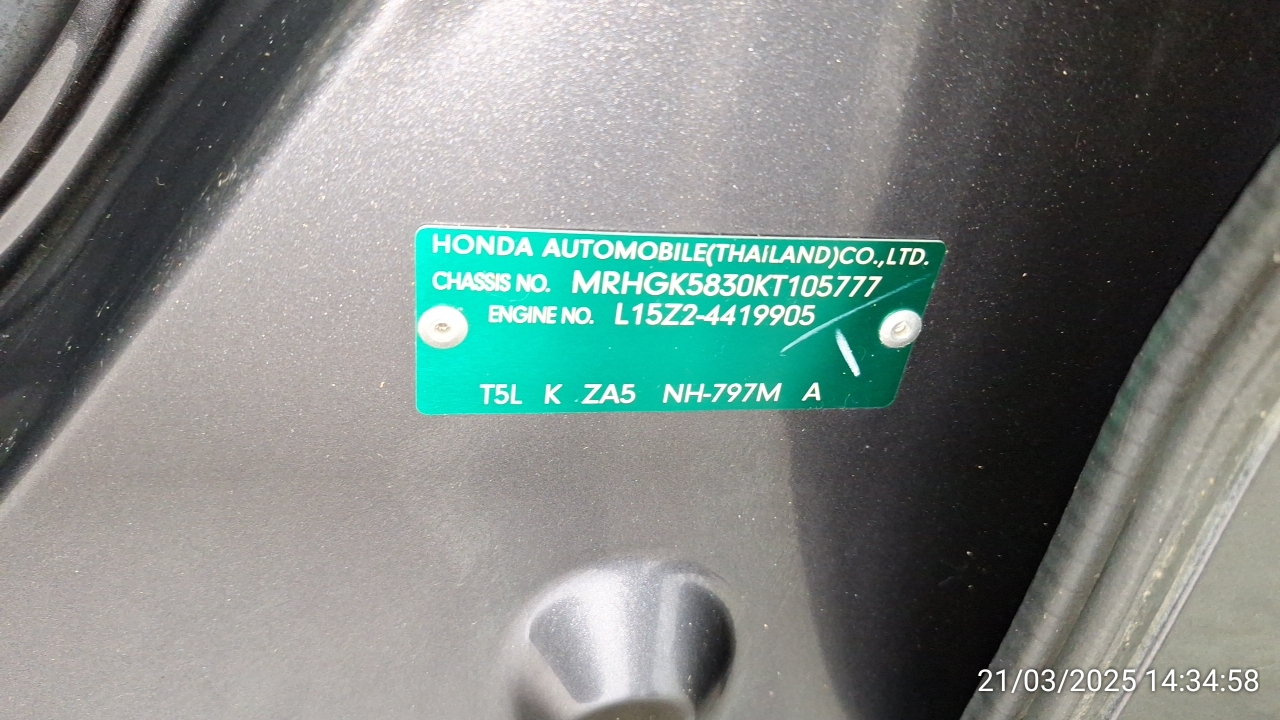 HONDA AUTOMOBILE(THAILAND)CO.,LTD.
CHASSIS NO. MRHGK5830KT105777
ENGINE NO. L15Z2-4419905
T5L K ZA5 NH-797M A
21/03/2025 14:34:58